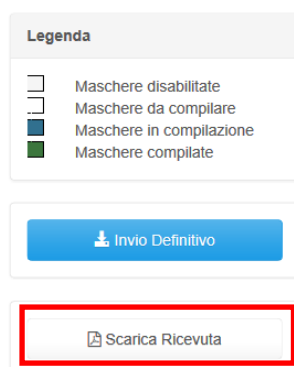 Legenda
Maschere disabilitate
Maschere da compilare
Maschere in compilazione
Maschere compilate
Invio Definitivo
Scarica Ricevuta